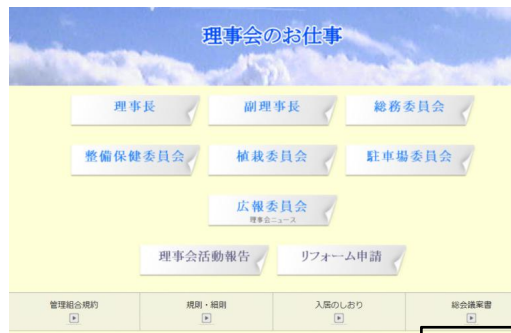 理事会のお仕事
理事長 副理事長 総務委員会
整備保健委員会 植栽委員会 駐車場委員会
広報委員会
理事会ニュース
理事会活動報告 リフォーム申請
管理組合規約 規則・細則 入居のしおり 総会議案書